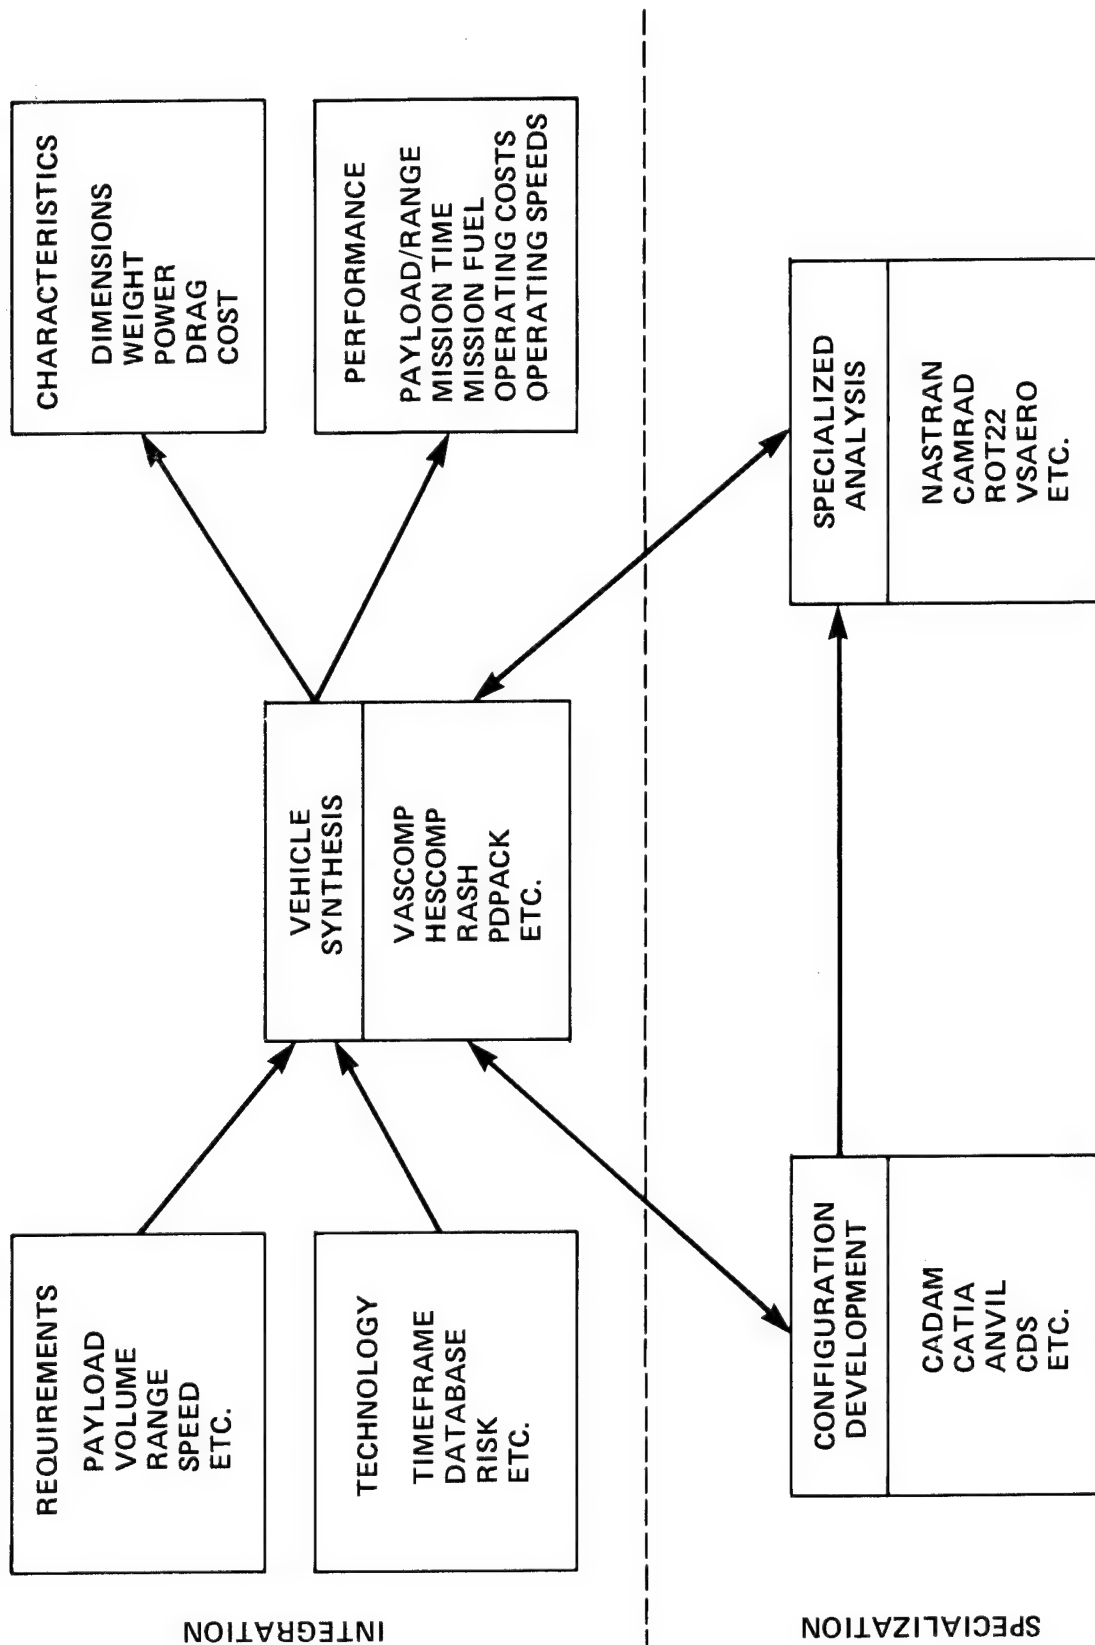 INTEGRATION
REQUIREMENTS
PAYLOAD
VOLUME
RANGE
SPEED
ETC.
TECHNOLOGY
TIMEFRAME
DATABASE
RISK
ETC.
VEHICLE
SYNTHESIS
VASCOMP
HESCOMP
RASH
PDPACK
ETC.
CHARACTERISTICS
DIMENSIONS
WEIGHT
POWER
DRAG
COST
PERFORMANCE
PAYLOAD/RANGE
MISSION TIME
MISSION FUEL
OPERATING COSTS
OPERATING SPEEDS
SPECIALIZATION
CONFIGURATION
DEVELOPMENT
CADAM
CATIA
ANVIL
CDS
ETC.
SPECIALIZED
ANALYSIS
NASTRAN
CAMRAD
ROT22
VSAERO
ETC.